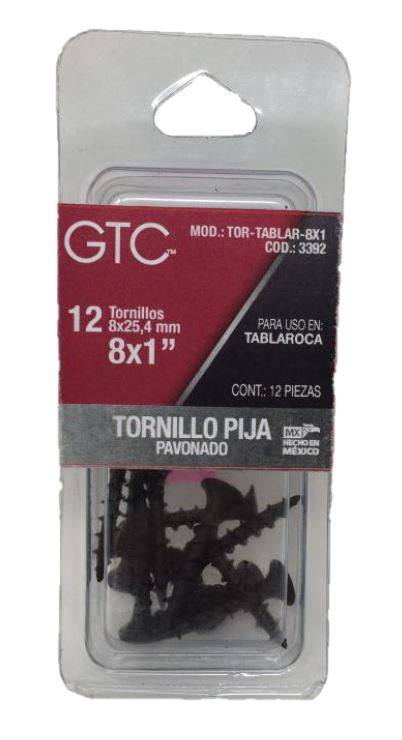 GTC™
MOD.: TOR-TABLAR-8X1
COD.: 3392
12 Tornillos
8x25,4 mm
8x1”
PARA USO EN:
TABLAROCA
CONT.: 12 PIEZAS
TORNILLO PIJA
PAVONADO
MX
HECHO EN
MÉXICO